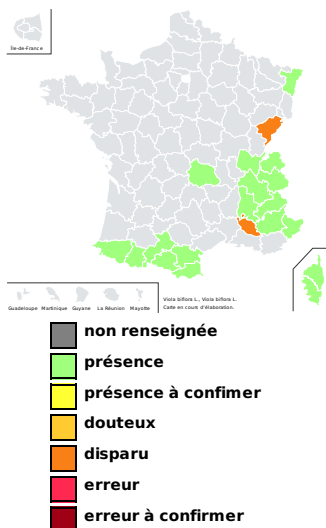 Île-de-France
Guadeloupe Martinique Guyane La Réunion Mayotte
Viola biflora L., Viola biflora L.
Carte en cours d'élaboration.
non renseignée
présence
présence à confimer
douteux
disparu
erreur
erreur à confirmer